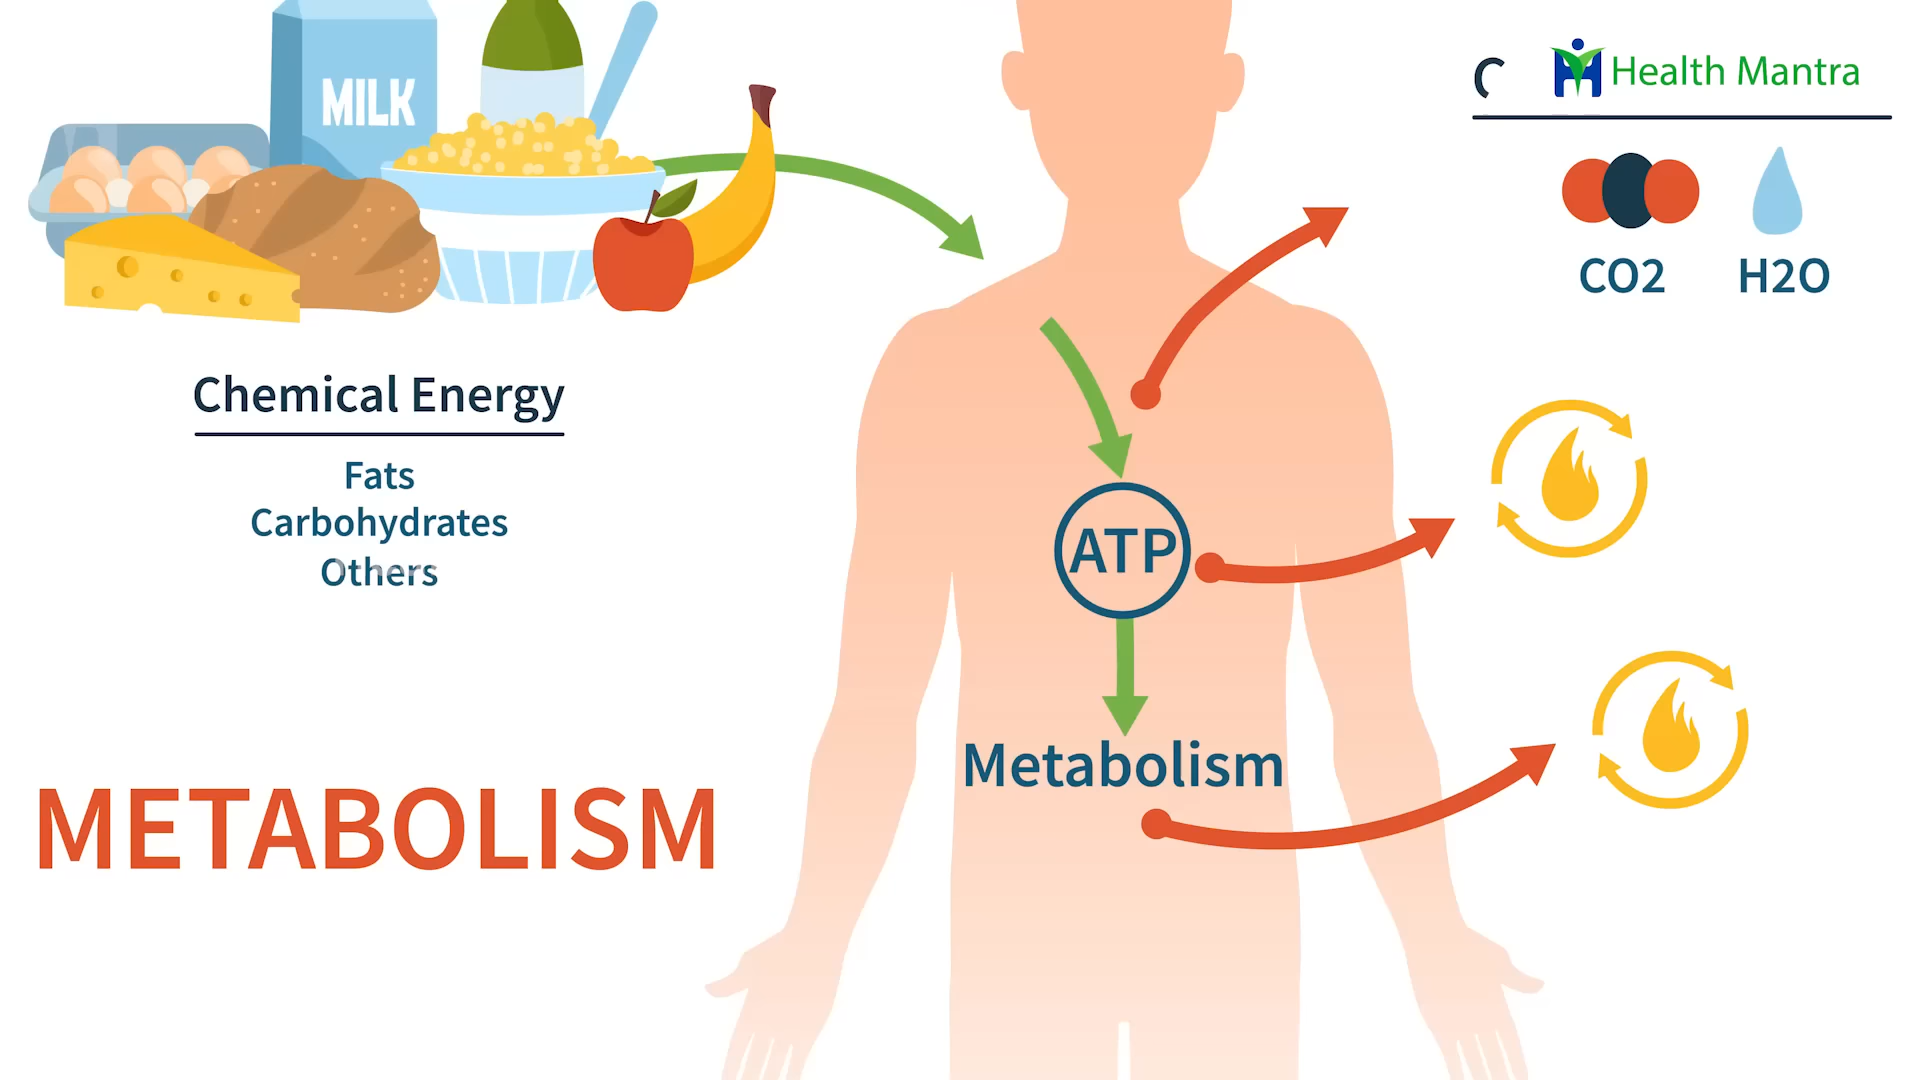 MILK
Health Mantra
CO2
H2O
Chemical Energy
Fats
Carbohydrates
Others
ATP
Metabolism
METABOLISM